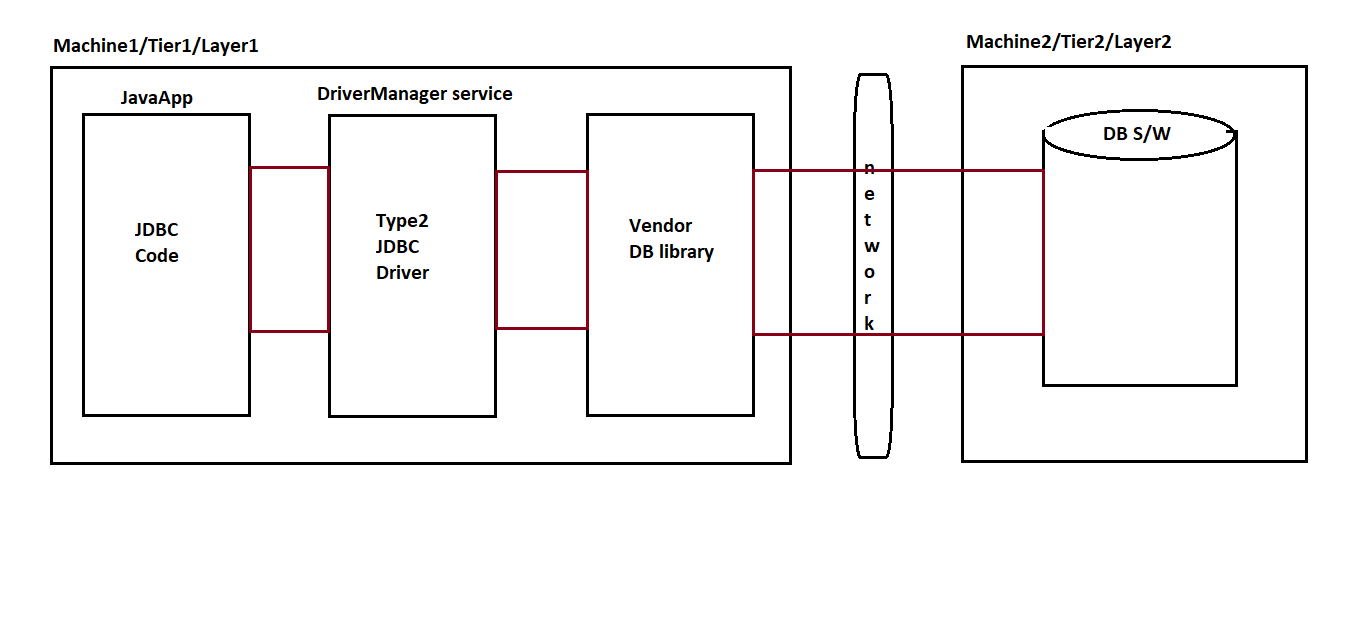 Machine1/Tier1/Layer1
Machine2/Tier2/Layer2
JavaApp
DriverManager service
JDBC
Code
Type2
JDBC
Driver
Vendor
DB library
n
e
t
w
o
r
k
DB S/W